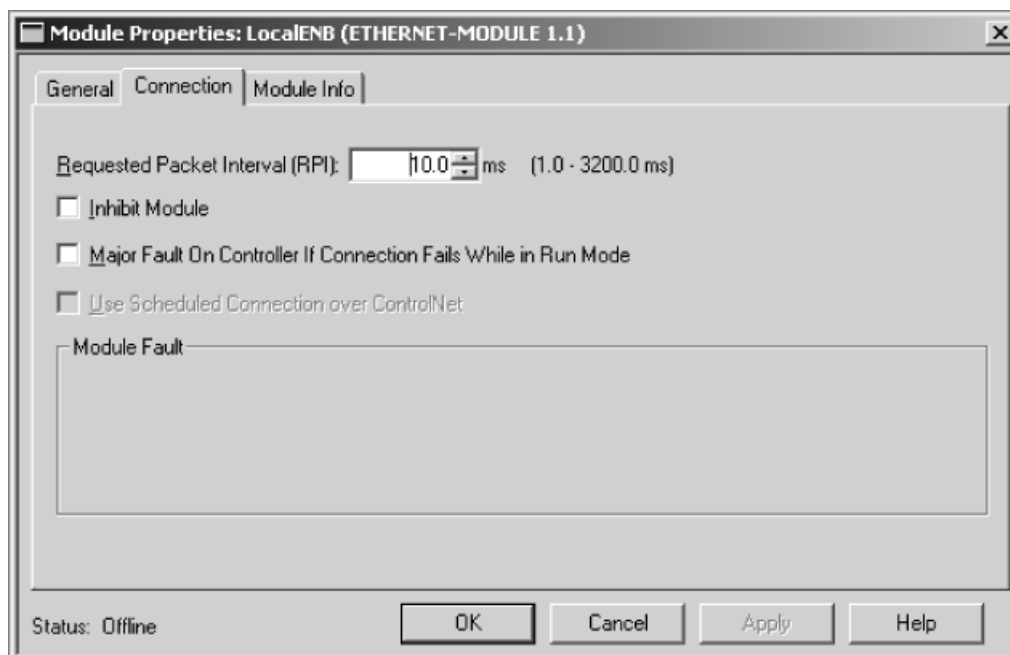 Module Properties: LocalENB (ETHERNET-MODULE 1.1)
General Connection Module Info
Requested Packet Interval (RPI): 10.0 ms (1.0 - 3200.0 ms)
Inhibit Module
Major Fault On Controller If Connection Fails While in Run Mode
Use Scheduled Connection over ControlNet
Module Fault
Status: Offline OK Cancel Apply Help